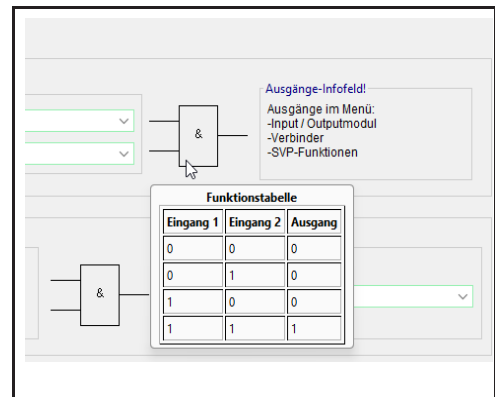 Ausgänge-Infofeld!
Ausgänge im Menü:
-Input / Outputmodul
-Verbinder
-SVP-Funktionen
&
Funktionstabelle
Eingang 1 Eingang 2 Ausgang
0 0 0
0 1 0
1 0 0
1 1 1
&